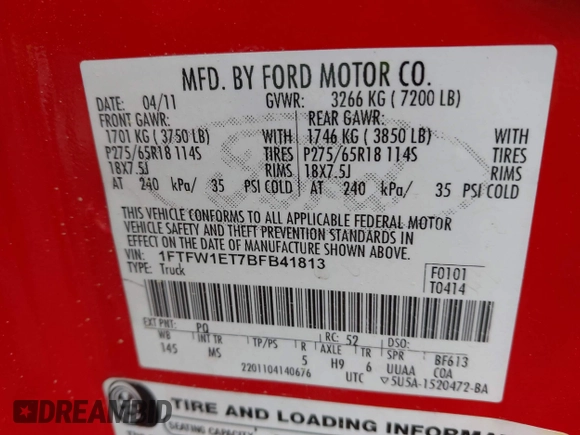 MFD. BY FORD MOTOR CO.
DATE: 04/11 GVWR: 3266 KG ( 7200 LB)
FRONT GAWR: REAR GAWR:
1701 KG ( 3750 LB) WITH 1746 KG ( 3850 LB) WITH
P275/65R18 114S TIRES P275/65R18 114S TIRES
18X7.5J RIMS 18X7.5J RIMS
AT 240 kPa/ 35 PSI COLD AT 240 kPa/ 35 PSI COLD
THIS VEHICLE CONFORMS TO ALL APPLICABLE FEDERAL MOTOR
VEHICLE SAFETY AND THEFT PREVENTION STANDARDS IN
EFFECT ON THE DATE OF MANUFACTURE SHOWN ABOVE.
VIN: 1FTFW1ET7BFB41813 F0101
TYPE: Truck T0414
EXT PNT: PQ RC: 52 DSO:
WB INT TR TP/PS R AXLE TR SPR BF613
145 MS 5 H9 6 UUAA COA
2201104140676 UTC 5U5A-1520472-BA
TIRE AND LOADING INFORMA
SEATING CAPACITY
DREAMBID